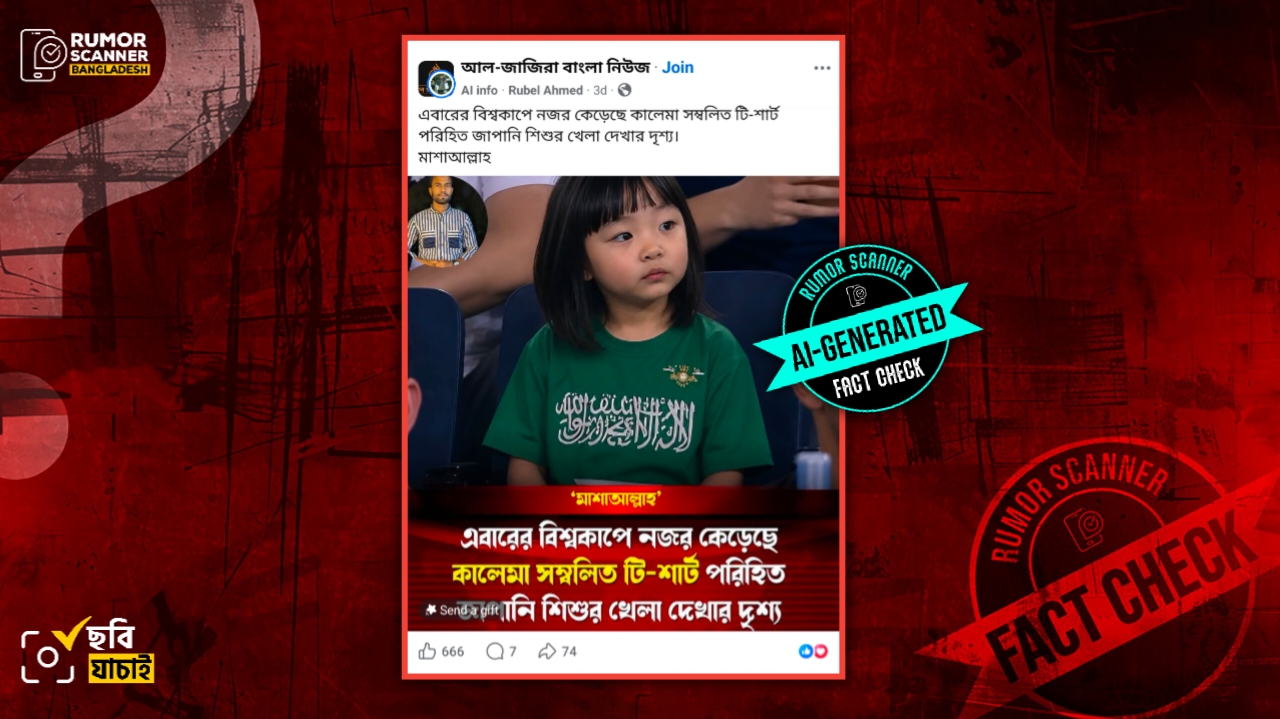 RUMOR
SCANNER
BANGLADESH
আল-জাজিরা বাংলা নিউজ · Join
AI info · Rubel Ahmed · 3d ·
এবারের বিশ্বকাপে নজর কেড়েছে কালেমা সম্বলিত টি-শার্ট
পরিহিত জাপানি শিশুর খেলা দেখার দৃশ্য।
মাশাআল্লাহ
RUMOR SCANNER
AI-GENERATED
FACT CHECK
‘মাশাআল্লাহ’
এবারের বিশ্বকাপে নজর কেড়েছে
কালেমা সম্বলিত টি-শার্ট পরিহিত
Send a gift
শিশুর খেলা দেখার দৃশ্য
666 7 74
RUMOR SCANNER
FACT CHECK
ছবি
যাচাই